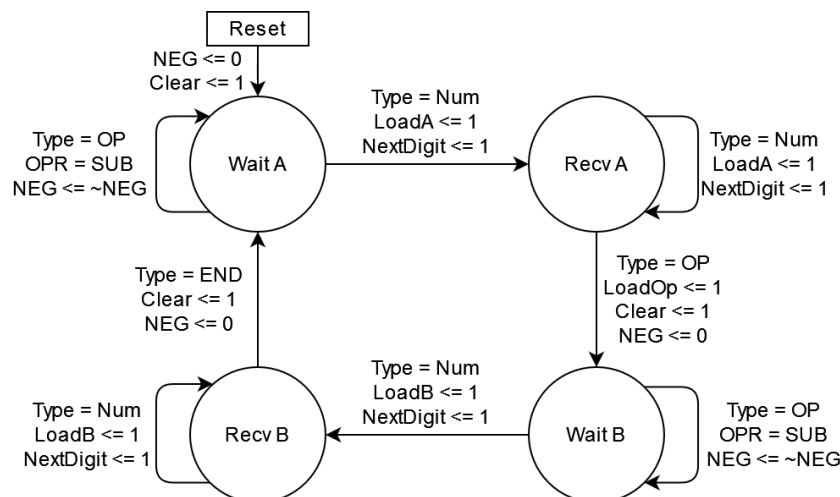 Reset
NEG <= 0
Clear <= 1
Type = OP
OPR = SUB
NEG <= ~NEG
Wait A
Type = Num
LoadA <= 1
NextDigit <= 1
Recv A
Type = Num
LoadA <= 1
NextDigit <= 1
Type = END
Clear <= 1
NEG <= 0
Type = OP
LoadOp <= 1
Clear <= 1
NEG <= 0
Type = Num
LoadB <= 1
NextDigit <= 1
Recv B
Type = Num
LoadB <= 1
NextDigit <= 1
Wait B
Type = OP
OPR = SUB
NEG <= ~NEG